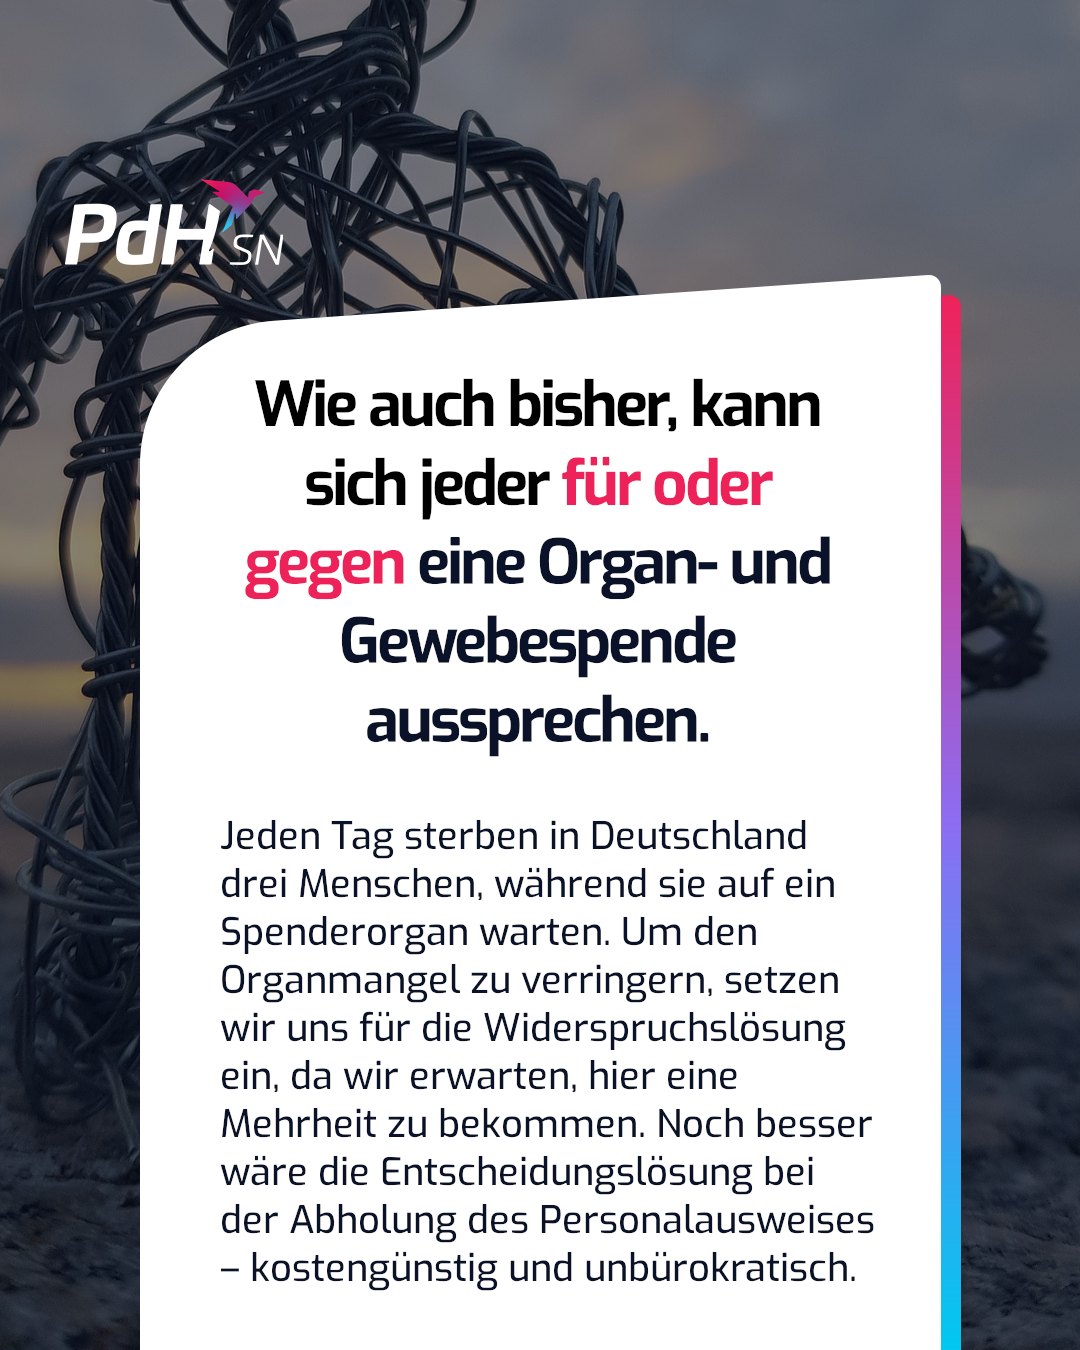 PdH SN
Wie auch bisher, kann
sich jeder für oder
gegen eine Organ- und
Gewebespende
aussprechen.
Jeden Tag sterben in Deutschland
drei Menschen, während sie auf ein
Spenderorgan warten. Um den
Organmangel zu verringern, setzen
wir uns für die Widerspruchslösung
ein, da wir erwarten, hier eine
Mehrheit zu bekommen. Noch besser
wäre die Entscheidungslösung bei
der Abholung des Personalausweises
– kostengünstig und unbürokratisch.